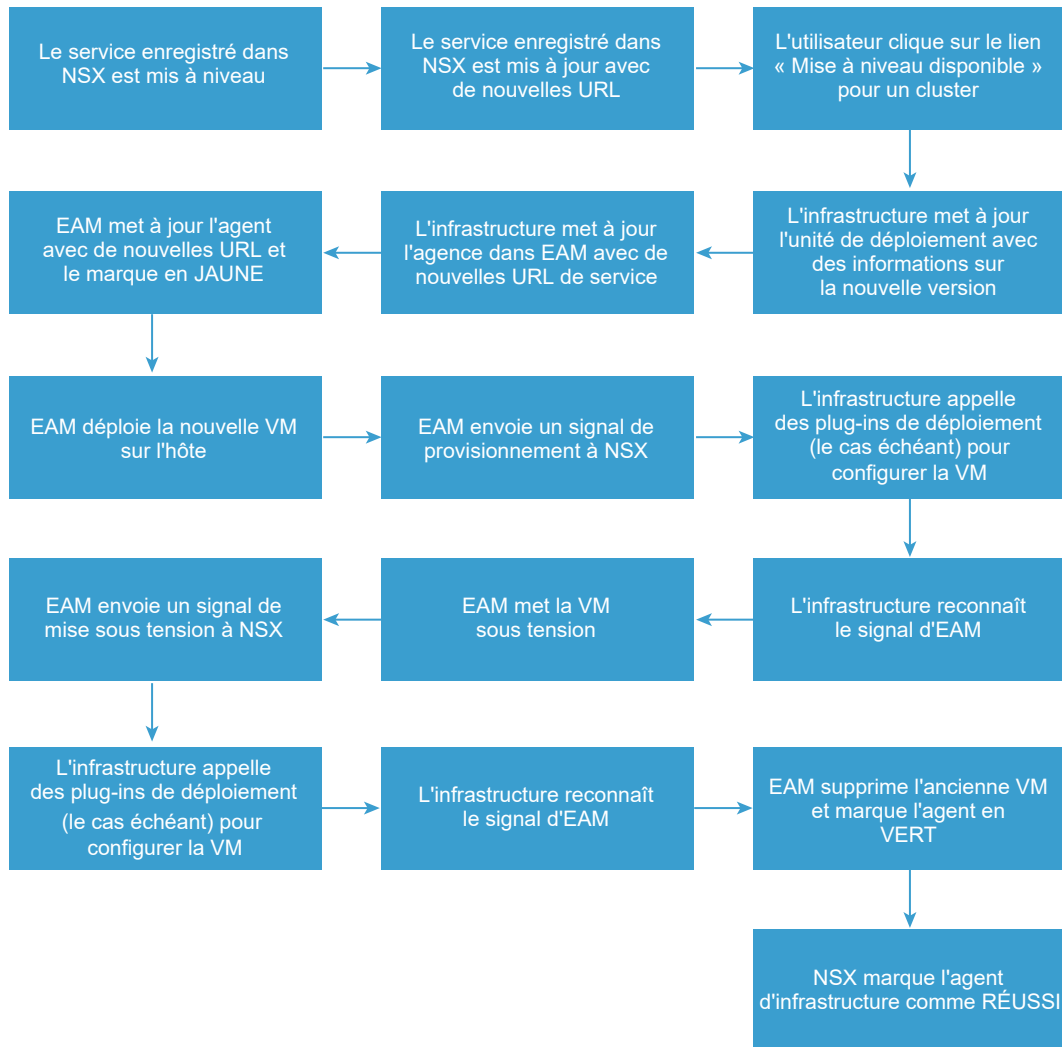 Le service enregistré dans
NSX est mis à niveau
Le service enregistré dans
NSX est mis à jour avec
de nouvelles URL
L'utilisateur clique sur le lien
« Mise à niveau disponible »
pour un cluster
L'infrastructure met à jour
l'unité de déploiement avec
des informations sur
la nouvelle version
L'infrastructure met à jour
l'agence dans EAM avec de
nouvelles URL de service
EAM met à jour l'agent
avec de nouvelles URL et
le marque en JAUNE
EAM déploie la nouvelle VM
sur l'hôte
EAM envoie un signal de
provisionnement à NSX
L'infrastructure appelle
des plug-ins de déploiement
(le cas échéant) pour
configurer la VM
L'infrastructure reconnaît
le signal d'EAM
EAM met la VM
sous tension
EAM envoie un signal de
mise sous tension à NSX
L'infrastructure appelle
des plug-ins de déploiement
(le cas échéant) pour
configurer la VM
L'infrastructure reconnaît
le signal d'EAM
EAM supprime l'ancienne VM
et marque l'agent en
VERT
NSX marque l'agent
d'infrastructure comme RÉUSSI